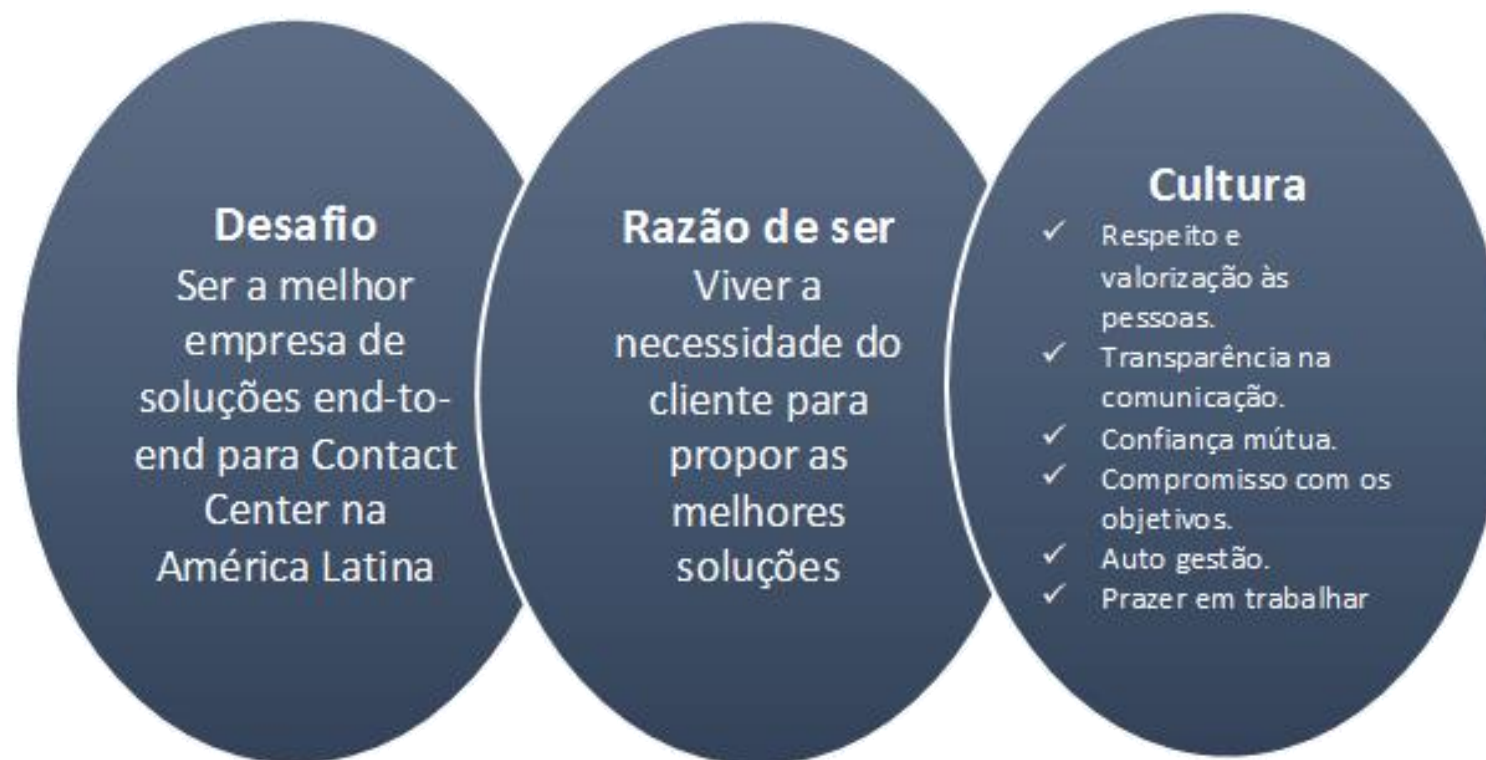 Desafio
Ser a melhor
empresa de
soluções end-to-
end para Contact
Center na
América Latina
Razão de ser
Viver a
necessidade do
cliente para
propor as
melhores
soluções
Cultura
✓ Respeito e
valorização às
pessoas.
✓ Transparência na
comunicação.
✓ Confiança mútua.
✓ Compromisso com os
objetivos.
✓ Auto gestão.
✓ Prazer em trabalhar